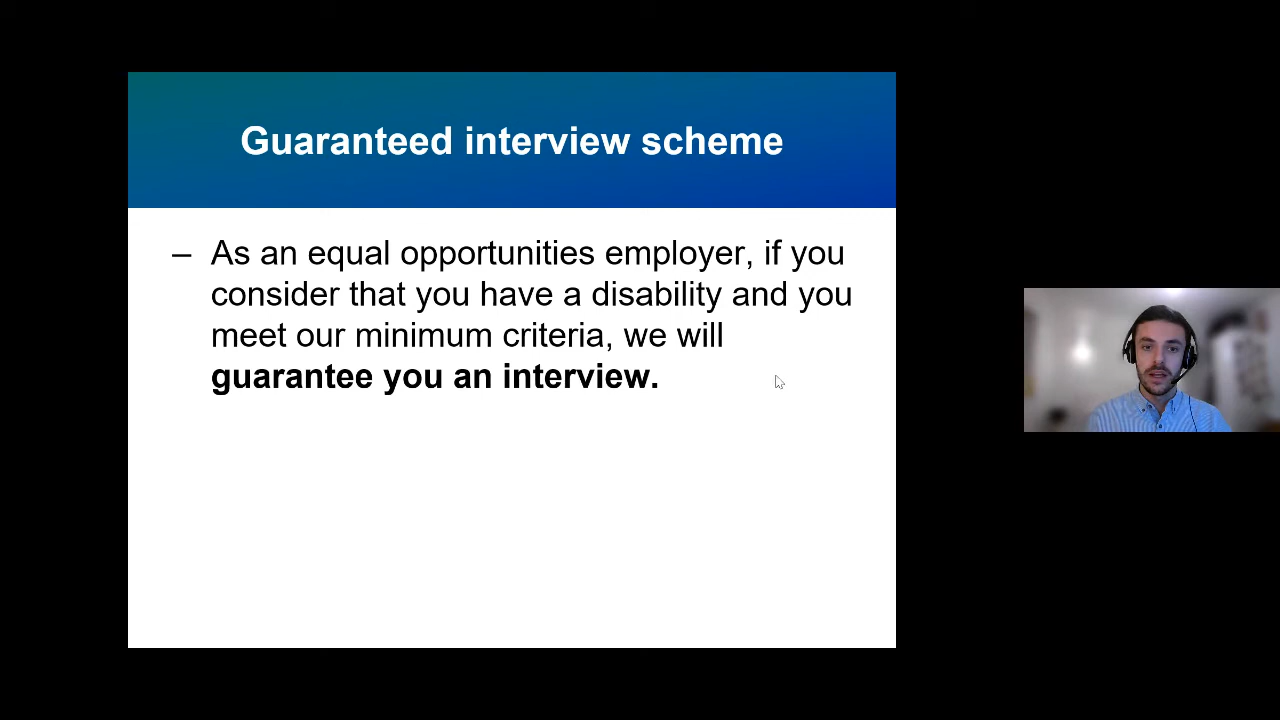 Guaranteed interview scheme
– As an equal opportunities employer, if you
consider that you have a disability and you
meet our minimum criteria, we will
guarantee you an interview.